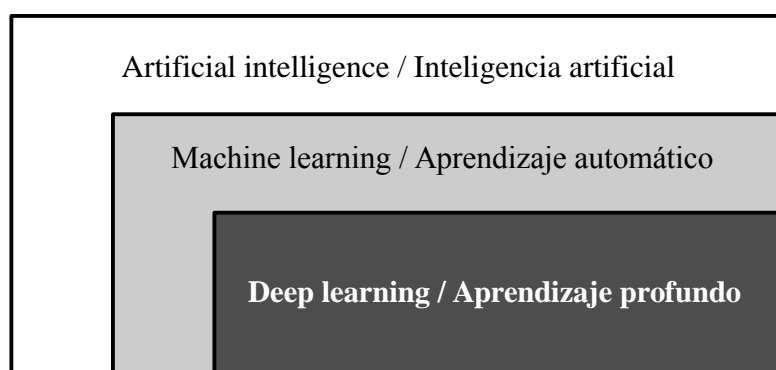 Artificial intelligence / Inteligencia artificial
Machine learning / Aprendizaje automático
Deep learning / Aprendizaje profundo